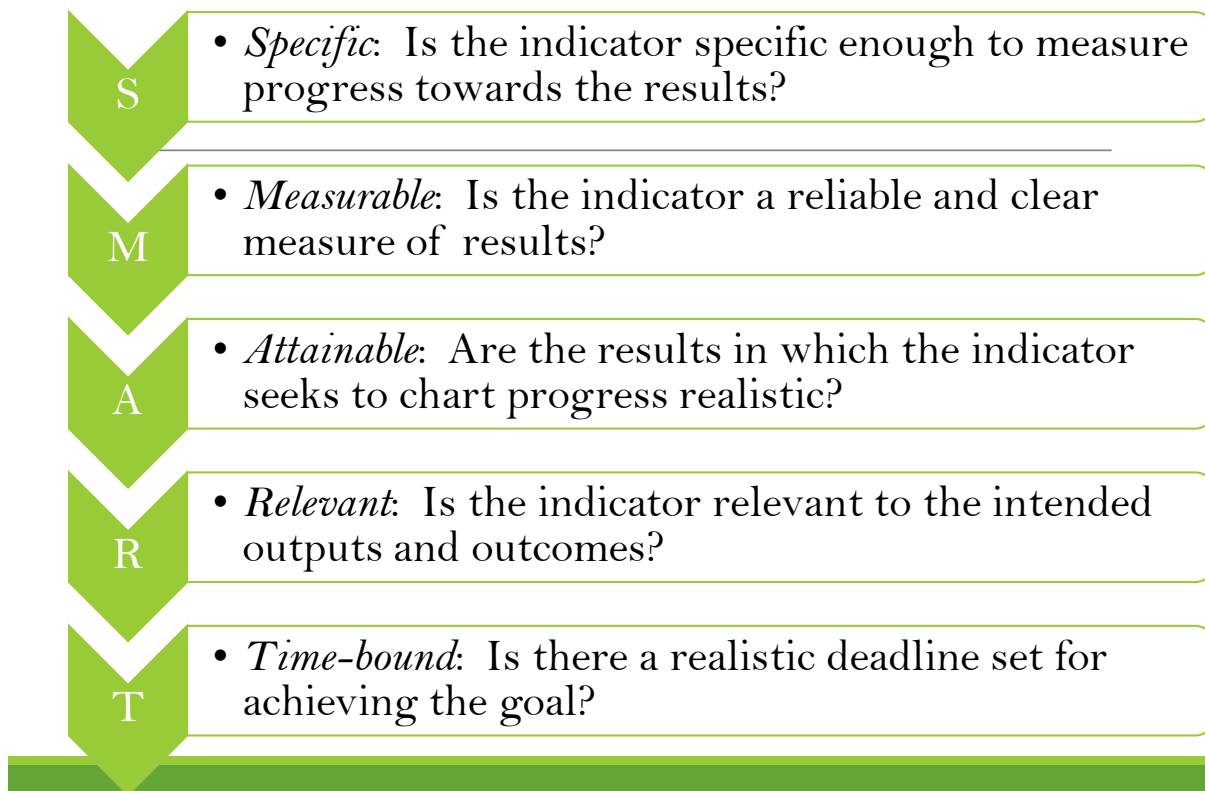 S
• Specific: Is the indicator specific enough to measure
progress towards the results?
M
• Measurable: Is the indicator a reliable and clear
measure of results?
A
• Attainable: Are the results in which the indicator
seeks to chart progress realistic?
R
• Relevant: Is the indicator relevant to the intended
outputs and outcomes?
T
• Time-bound: Is there a realistic deadline set for
achieving the goal?